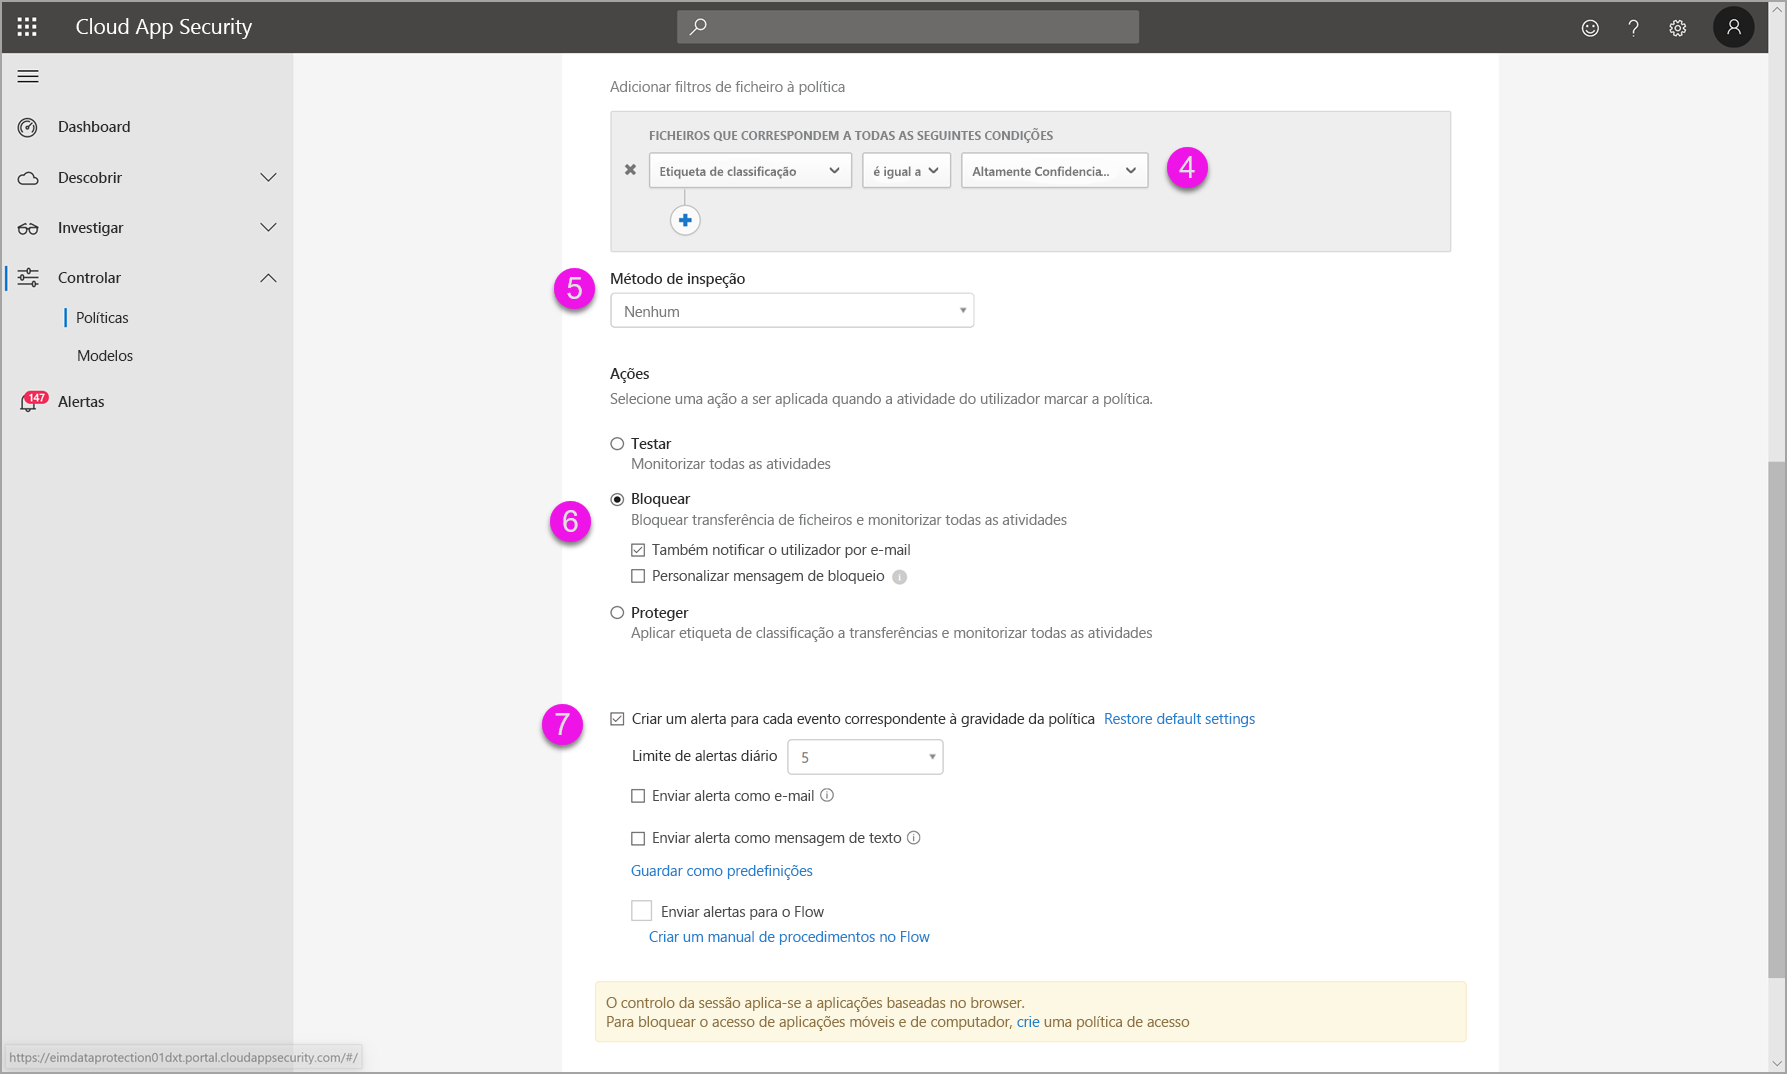 Cloud App Security
Dashboard
Descobrir
Investigar
Controlar
Políticas
Modelos
147
Alertas
Adicionar filtros de ficheiro à política
FICHEIROS QUE CORRESPONDEM A TODAS AS SEGUINTES CONDIÇÕES
Etiqueta de classificação é igual a Altamente Confidencia... 4
5
Método de inspeção
Nenhum
Ações
Selecione uma ação a ser aplicada quando a atividade do utilizador marcar a política.
Testar
Monitorizar todas as atividades
6
Bloquear
Bloquear transferência de ficheiros e monitorizar todas as atividades
Também notificar o utilizador por e-mail
Personalizar mensagem de bloqueio
Proteger
Aplicar etiqueta de classificação a transferências e monitorizar todas as atividades
7
Criar um alerta para cada evento correspondente à gravidade da política Restore default settings
Limite de alertas diário 5
Enviar alerta como e-mail
Enviar alerta como mensagem de texto
Guardar como predefinições
Enviar alertas para o Flow
Criar um manual de procedimentos no Flow
O controlo da sessão aplica-se a aplicações baseadas no browser.
Para bloquear o acesso de aplicações móveis e de computador, crie uma política de acesso
https://eimdataprotection01dxt.portal.cloudappsecurity.com/#/